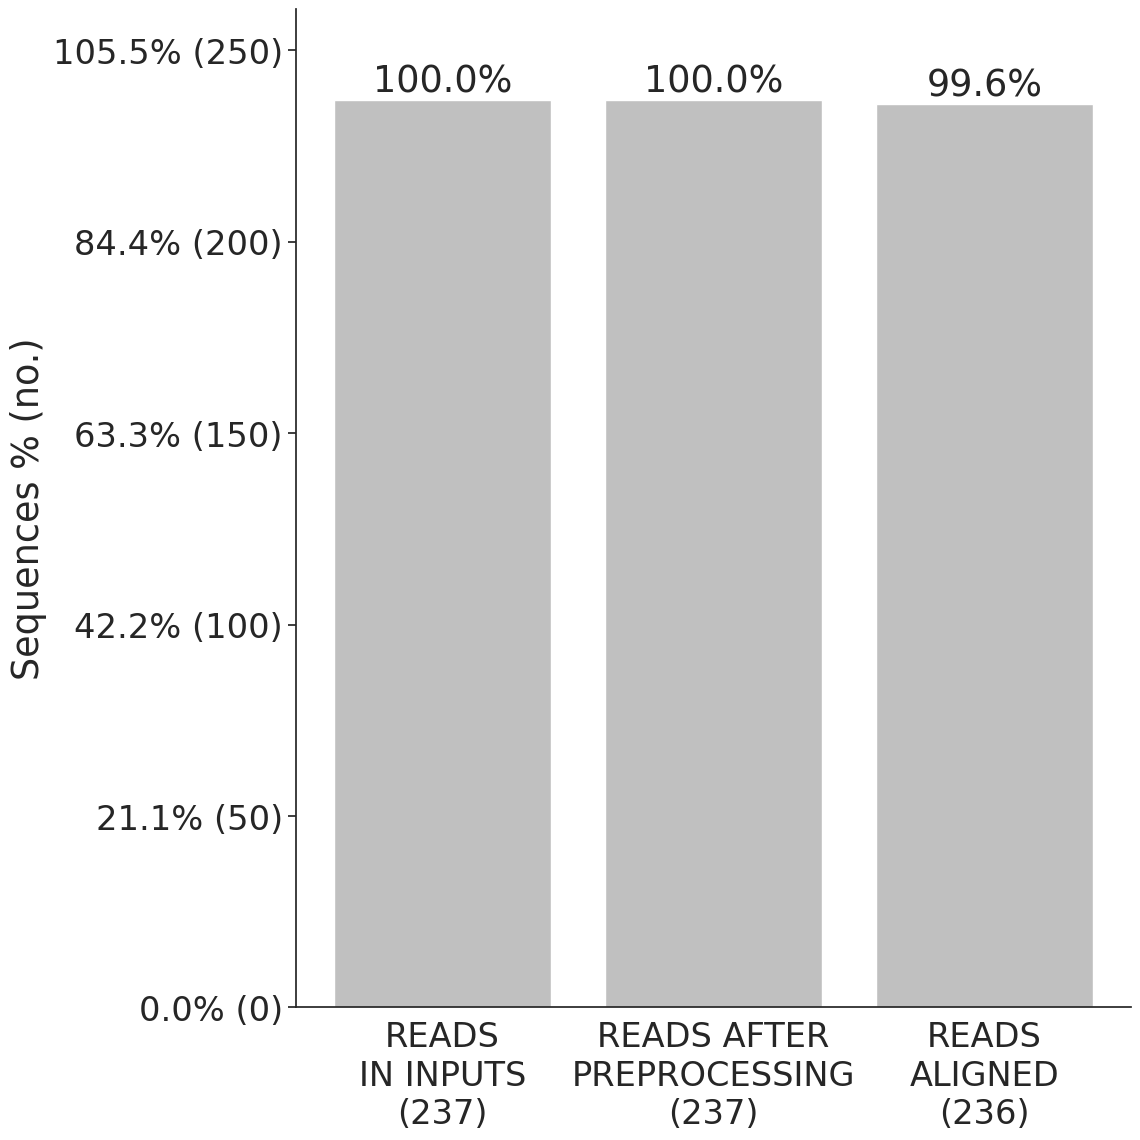 105.5% (250)
84.4% (200)
63.3% (150)
42.2% (100)
21.1% (50)
0.0% (0)
Sequences % (no.)
100.0%
100.0%
99.6%
READS
IN INPUTS
(237)
READS AFTER
PREPROCESSING
(237)
READS
ALIGNED
(236)